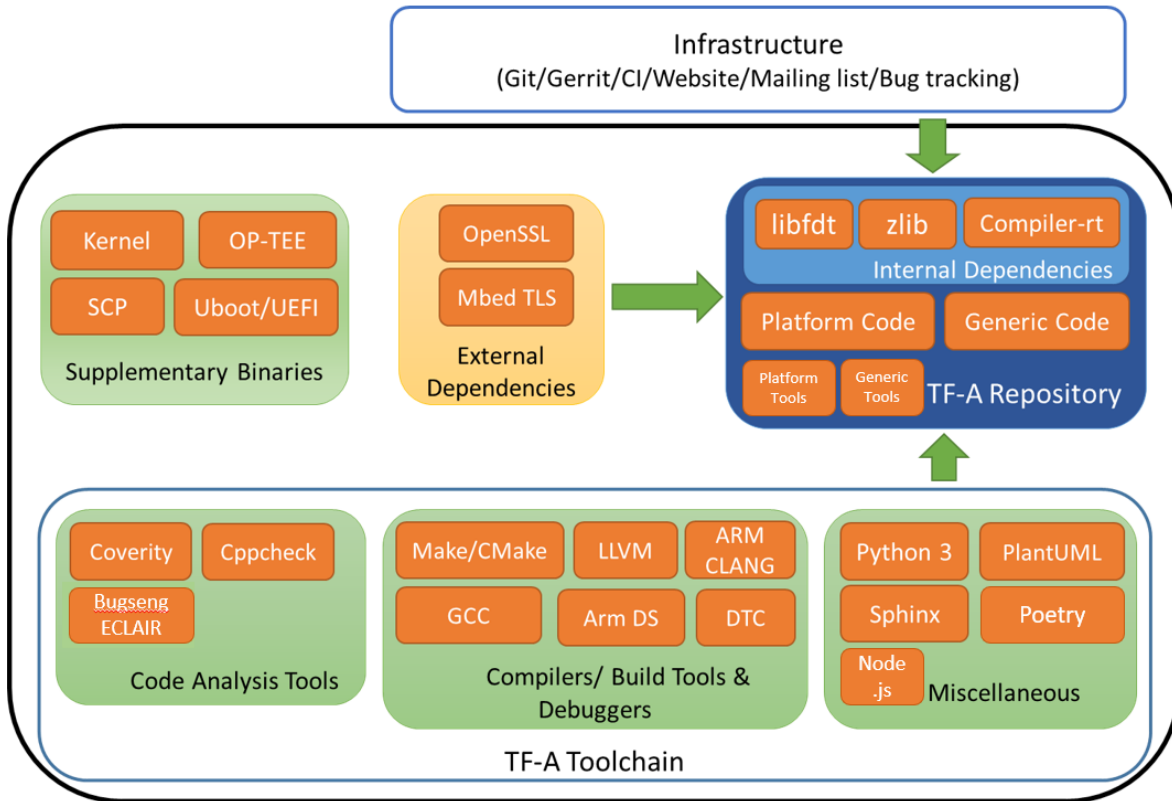 Infrastructure
(Git/Gerrit/CI/Website/Mailing list/Bug tracking)
Kernel
OP-TEE
SCP
Uboot/UEFI
Supplementary Binaries
OpenSSL
Mbed TLS
External
Dependencies
libfdt
zlib
Compiler-rt
Internal Dependencies
Platform Code
Generic Code
Platform
Tools
Generic
Tools
TF-A Repository
Coverity
Cppcheck
Bugseng
ECLAIR
Code Analysis Tools
Make/CMake
LLVM
ARM
CLANG
GCC
Arm DS
DTC
Compilers/ Build Tools &
Debuggers
Python 3
PlantUML
Sphinx
Poetry
Node
.js
Miscellaneous
TF-A Toolchain